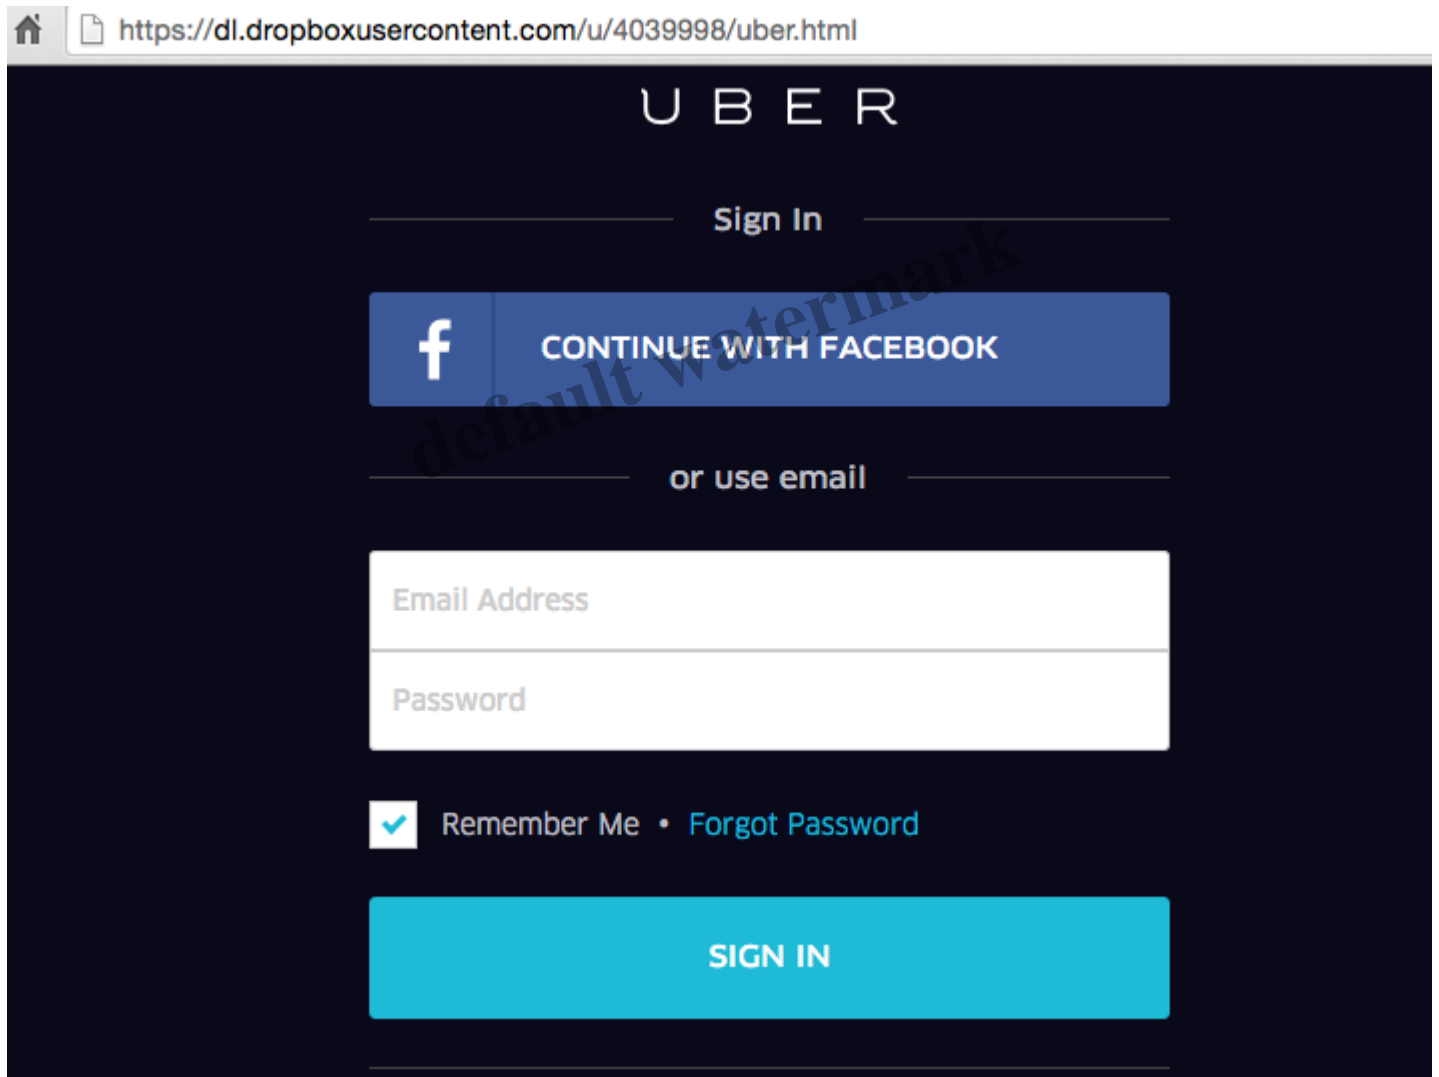 https://dl.dropboxusercontent.com/u/4039998/uber.html
UBER
Sign In
f CONTINUE WITH FACEBOOK
default watermark
or use email
Email Address
Password
Remember Me • Forgot Password
SIGN IN